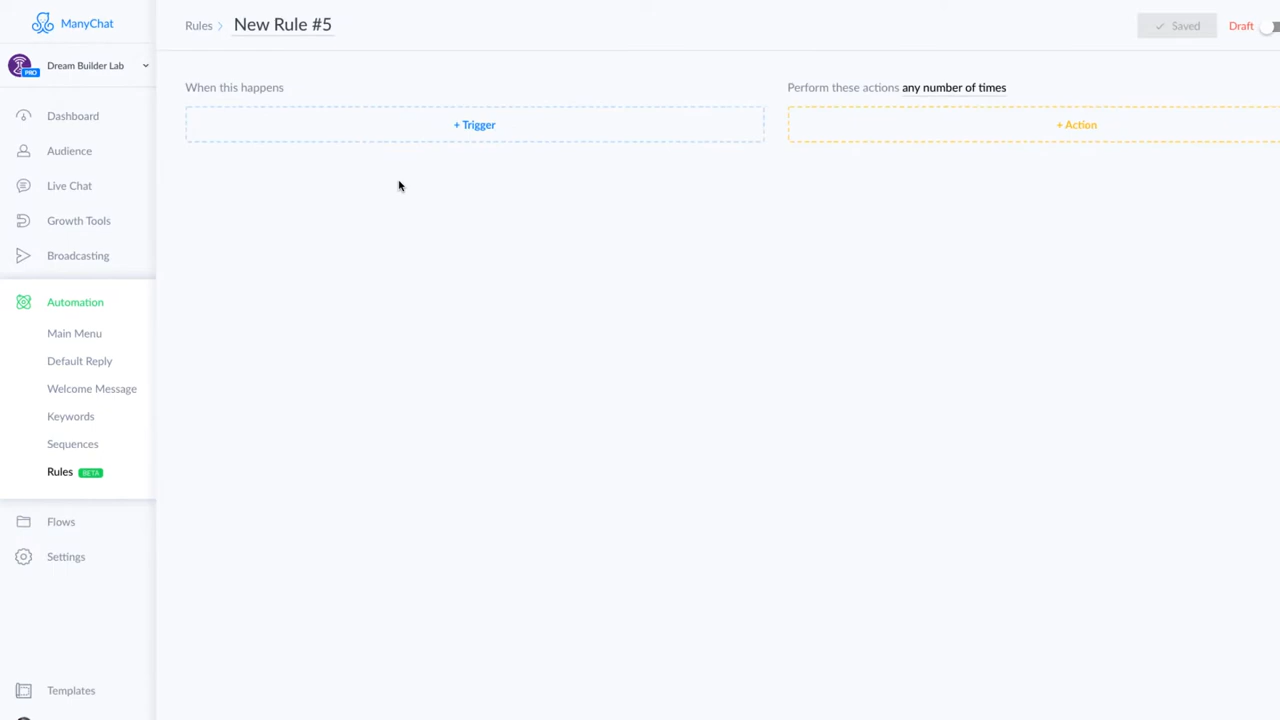 ManyChat
Rules > New Rule #5
Saved
Draft
PRO
Dream Builder Lab
When this happens
Perform these actions any number of times
+ Trigger
+ Action
Dashboard
Audience
Live Chat
Growth Tools
Broadcasting
Automation
Main Menu
Default Reply
Welcome Message
Keywords
Sequences
Rules BETA
Flows
Settings
Templates